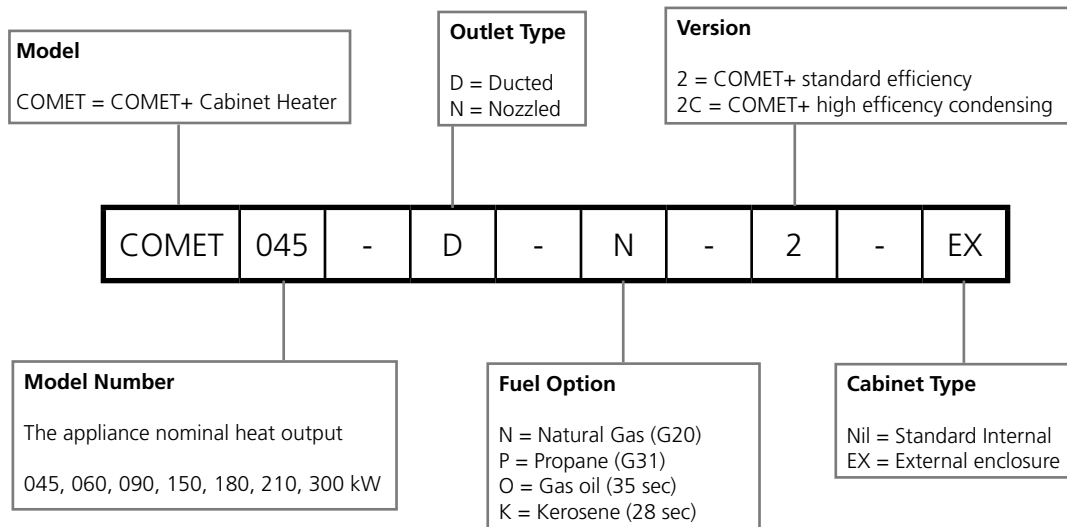 Model
COMET = COMET+ Cabinet Heater
Outlet Type
D = Ducted
N = Nozzled
Version
2 = COMET+ standard efficiency
2C = COMET+ high efficency condensing
COMET 045 - D - N - 2 - EX
Model Number
The appliance nominal heat output
045, 060, 090, 150, 180, 210, 300 kW
Fuel Option
N = Natural Gas (G20)
P = Propane (G31)
O = Gas oil (35 sec)
K = Kerosene (28 sec)
Cabinet Type
Nil = Standard Internal
EX = External enclosure